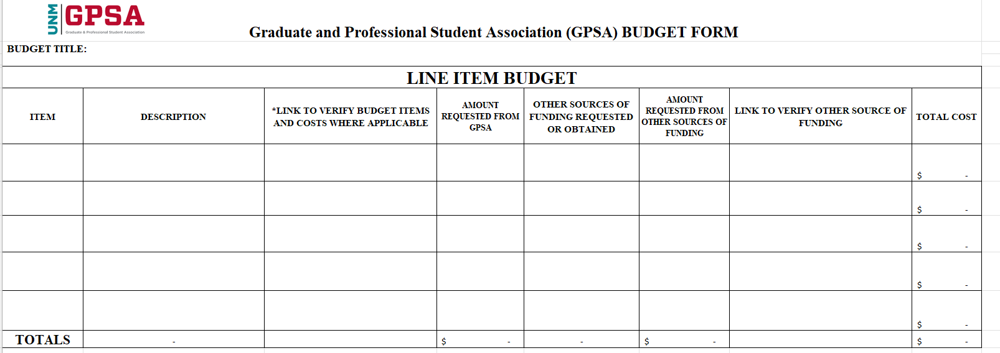 UNM
GPSA
Graduate & Professional Student Association
Graduate and Professional Student Association (GPSA) BUDGET FORM
BUDGET TITLE:
LINE ITEM BUDGET
ITEM
DESCRIPTION
*LINK TO VERIFY BUDGET ITEMS
AND COSTS WHERE APPLICABLE
AMOUNT
REQUESTED FROM
GPSA
OTHER SOURCES OF
FUNDING REQUESTED
OR OBTAINED
AMOUNT
REQUESTED FROM
OTHER SOURCES OF
FUNDING
LINK TO VERIFY OTHER SOURCE OF
FUNDING
TOTAL COST
$ -
$ -
$ -
$ -
$ -
TOTALS - $ - - $ - $ -